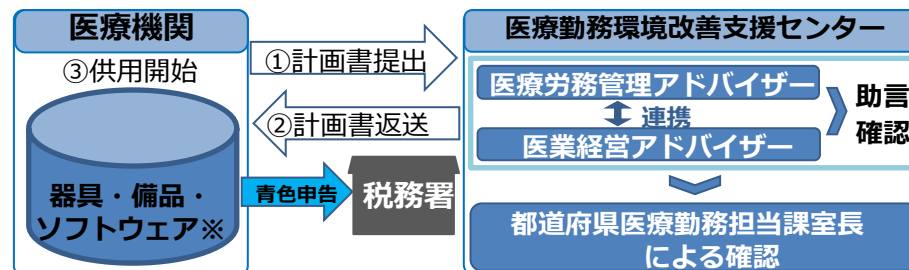 医療機関
③供用開始
器具・備品・
ソフトウェア※
①計画書提出
②計画書返送
青色申告
税務署
医療勤務環境改善支援センター
医療労務管理アドバイザー
連携
医業経営アドバイザー
助言
確認
都道府県医療勤務担当課室長
による確認